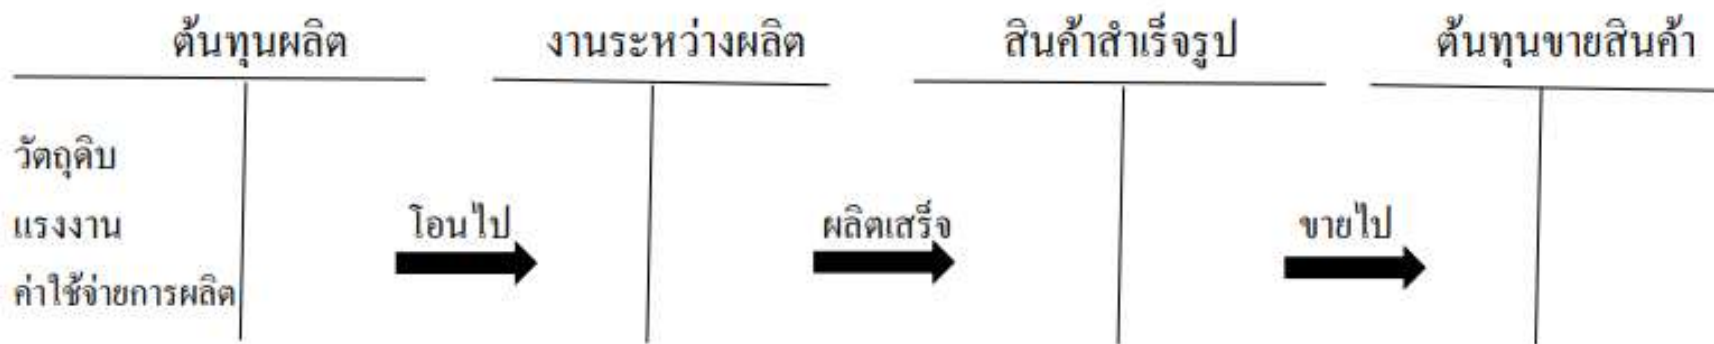 ต้นทุนผลิต งานระหว่างผลิต สินค้าสำเร็จรูป ต้นทุนขายสินค้า
วัตถุดิบ
แรงงาน โอนไป ผลิตเสร็จ ขายไป
ค่าใช้จ่ายการผลิต